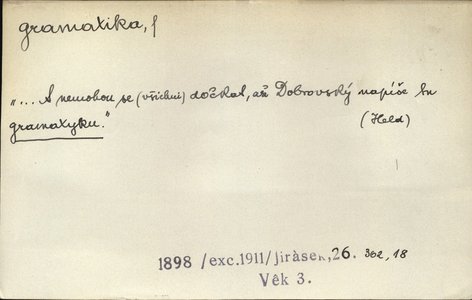 gramatika, f
„... A nemohou se (všichni) dočkat, až Dobrovský napíše tu
gramatyku."
(Held)
1898 /exc.1911/Jirásek,26. 302,18
Věk 3.